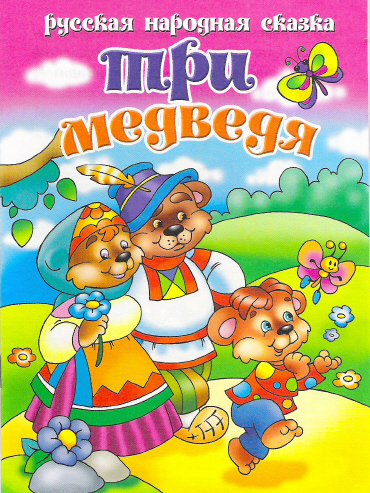 русская народная сказка
три
медведя